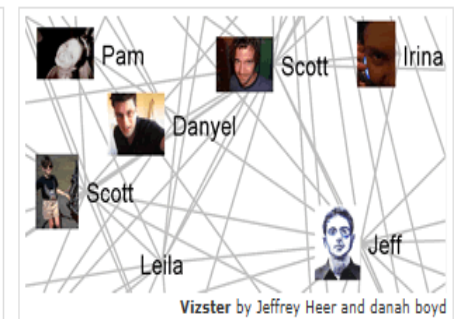 Pam
Scott
Irina
Danyel
Scott
Jeff
Leila
Vizster by Jeffrey Heer and danah boyd